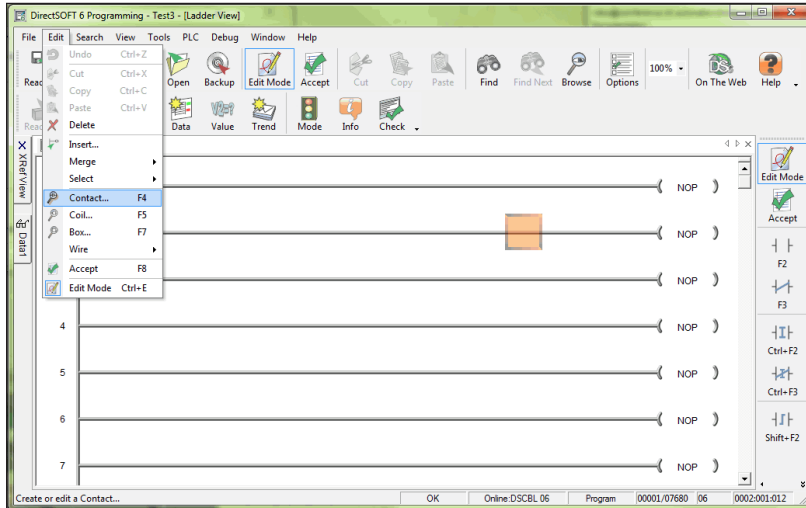 DirectSOFT 6 Programming - Test3 - [Ladder View]
File Edit Search View Tools PLC Debug Window Help
Undo Ctrl+Z
Cut Ctrl+X
Copy Ctrl+C
Paste Ctrl+V
Delete
Insert...
Merge
Select
Contact... F4
Coil... F5
Box... F7
Wire
Accept F8
Edit Mode Ctrl+E
Open Backup Edit Mode Accept Cut Copy Paste Find Find Next Browse Options 100% On The Web Help
Data Value Trend Mode Info Check
XRefView
Data1
NOP
NOP
NOP
4 NOP
5 NOP
6 NOP
7 NOP
Edit Mode
Accept
F2
F3
Ctrl+F2
Ctrl+F3
Shift+F2
Create or edit a Contact... OK Online:DSCBL 06 Program 00001/07680 06 0002:001:012